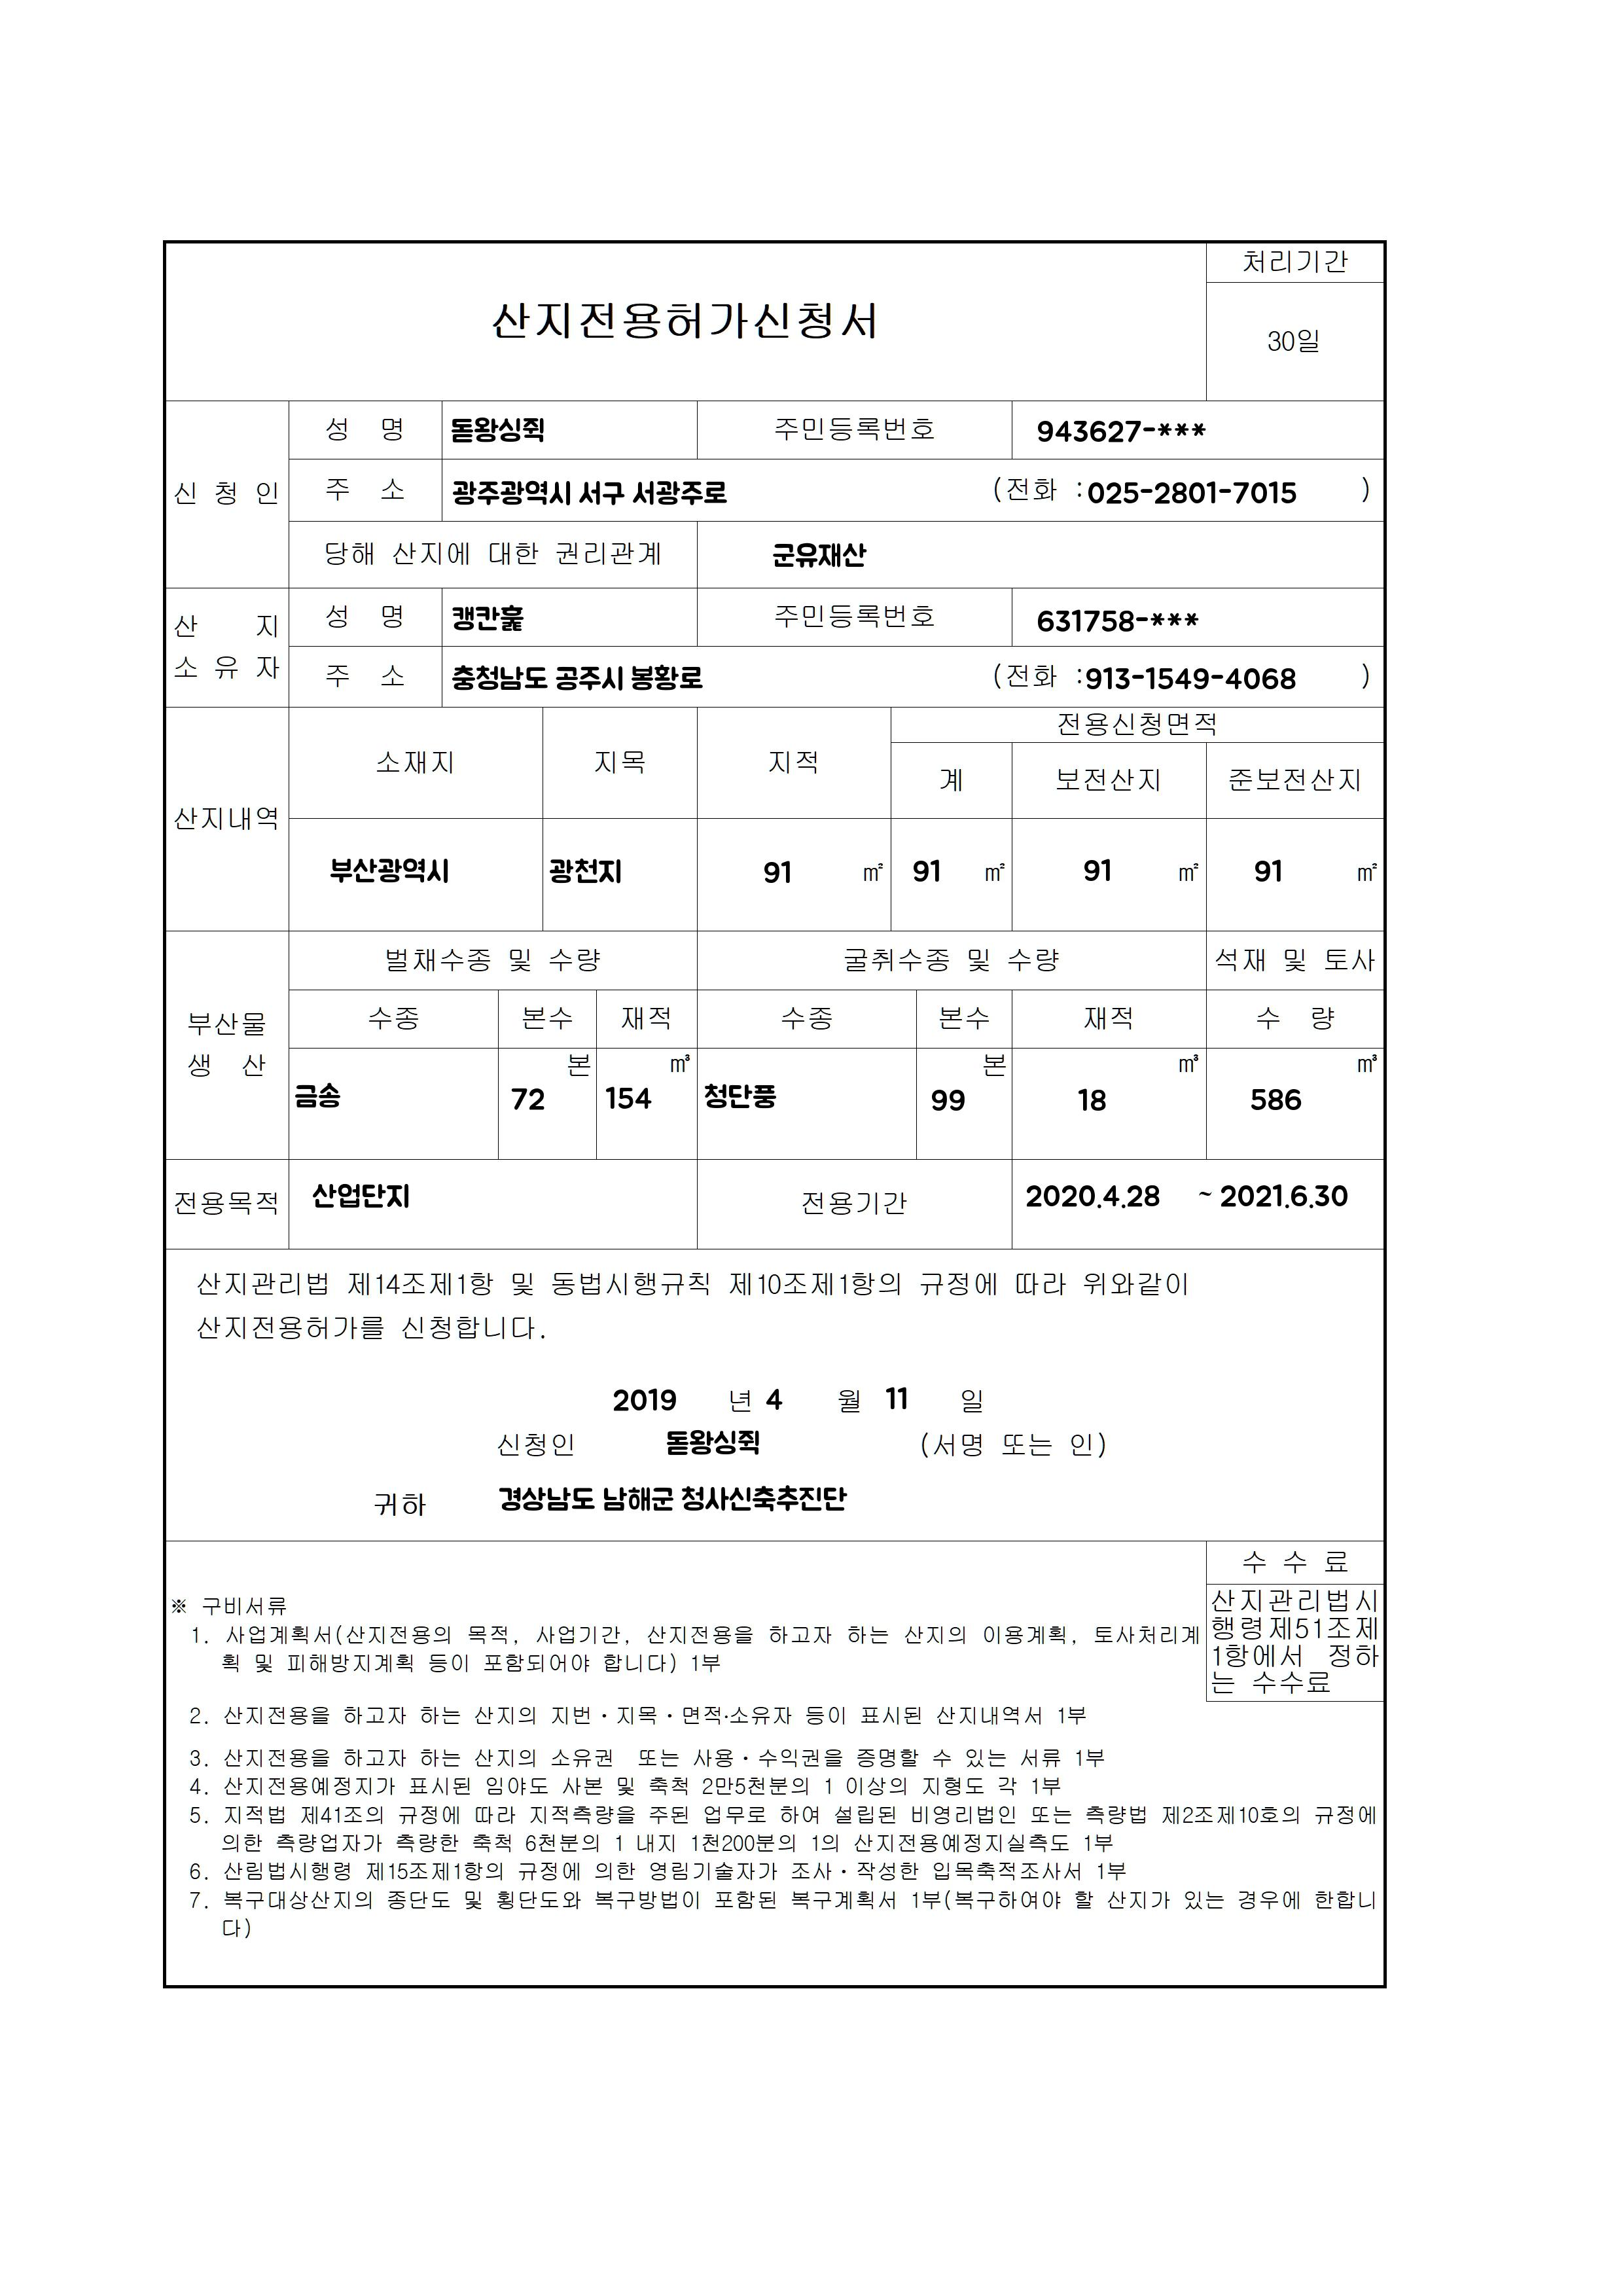 산지전용허가신청서
처리기간
30일
신 청 인
성 명 돋왕싱줙 주민등록번호 943627-***
주 소 광주광역시 서구 서광주로 (전화 :025-2801-7015 )
당해 산지에 대한 권리관계 군유재산
산 지
소 유 자
성 명 캥칸훑 주민등록번호 631758-***
주 소 충청남도 공주시 봉황로 (전화 :913-1549-4068 )
산지내역
소재지 지목 지적 전용신청면적
계 보전산지 준보전산지
부산광역시 광천지 91 ㎡ 91 ㎡ 91 ㎡ 91 ㎡
부산물
생 산
벌채수종 및 수량 굴취수종 및 수량 석재 및 토사
수종 본수 재적 수종 본수 재적 수 량
본 ㎥ 본 ㎥ ㎥
금송 72 154 청단풍 99 18 586
전용목적 산업단지 전용기간 2020.4.28 ~ 2021.6.30
산지관리법 제14조제1항 및 동법시행규칙 제10조제1항의 규정에 따라 위와같이
산지전용허가를 신청합니다.
2019 년 4 월 11 일
신청인 돋왕싱줙 (서명 또는 인)
귀하 경상남도 남해군 청사신축추진단
수 수 료
산지관리법시
행령제51조제
1항에서 정하
는 수수료
※ 구비서류
1. 사업계획서(산지전용의 목적, 사업기간, 산지전용을 하고자 하는 산지의 이용계획, 토사처리계
획 및 피해방지계획 등이 포함되어야 합니다) 1부
2. 산지전용을 하고자 하는 산지의 지번·지목·면적·소유자 등이 표시된 산지내역서 1부
3. 산지전용을 하고자 하는 산지의 소유권 또는 사용·수익권을 증명할 수 있는 서류 1부
4. 산지전용예정지가 표시된 임야도 사본 및 축척 2만5천분의 1 이상의 지형도 각 1부
5. 지적법 제41조의 규정에 따라 지적측량을 주된 업무로 하여 설립된 비영리법인 또는 측량법 제2조제10호의 규정에
의한 측량업자가 측량한 축척 6천분의 1 내지 1천200분의 1의 산지전용예정지실측도 1부
6. 산림법시행령 제15조제1항의 규정에 의한 영림기술자가 조사·작성한 입목축적조사서 1부
7. 복구대상산지의 종단도 및 횡단도와 복구방법이 포함된 복구계획서 1부(복구하여야 할 산지가 있는 경우에 한합니
다)